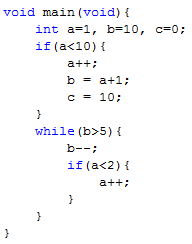 void main(void){
    int a=1, b=10, c=0;
    if(a<10){
        a++;
        b = a+1;
        c = 10;
    }
    while(b>5){
        b--;
        if(a<2){
            a++;
        }
    }
}